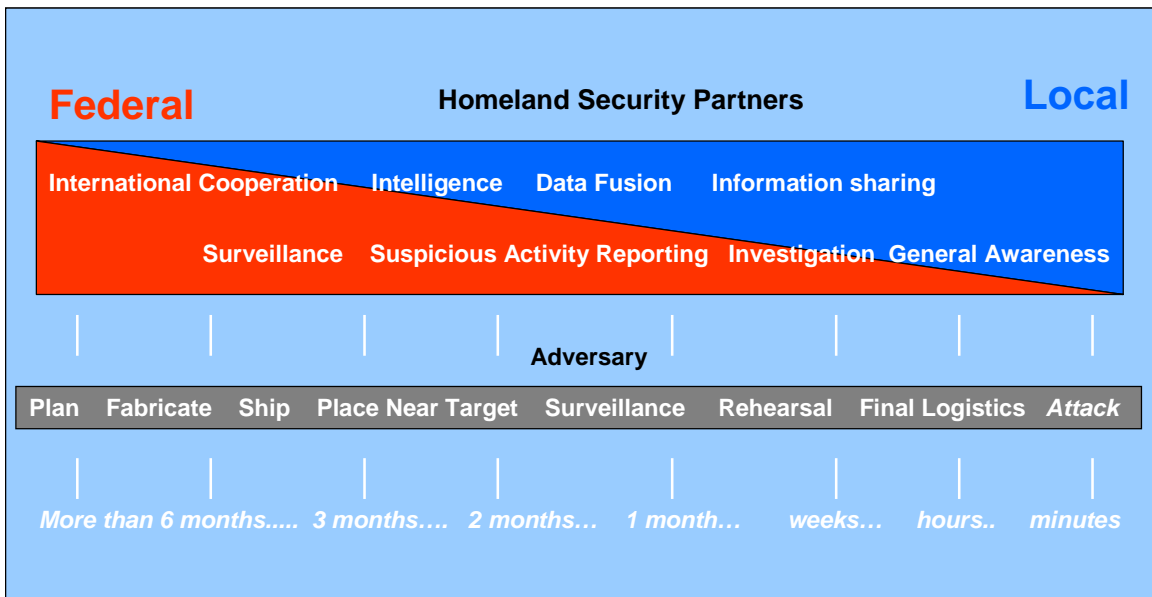 Federal Homeland Security Partners Local
International Cooperation Intelligence Data Fusion Information sharing
Surveillance Suspicious Activity Reporting Investigation General Awareness
Adversary
Plan Fabricate Ship Place Near Target Surveillance Rehearsal Final Logistics Attack
More than 6 months..... 3 months…. 2 months… 1 month… weeks… hours.. minutes